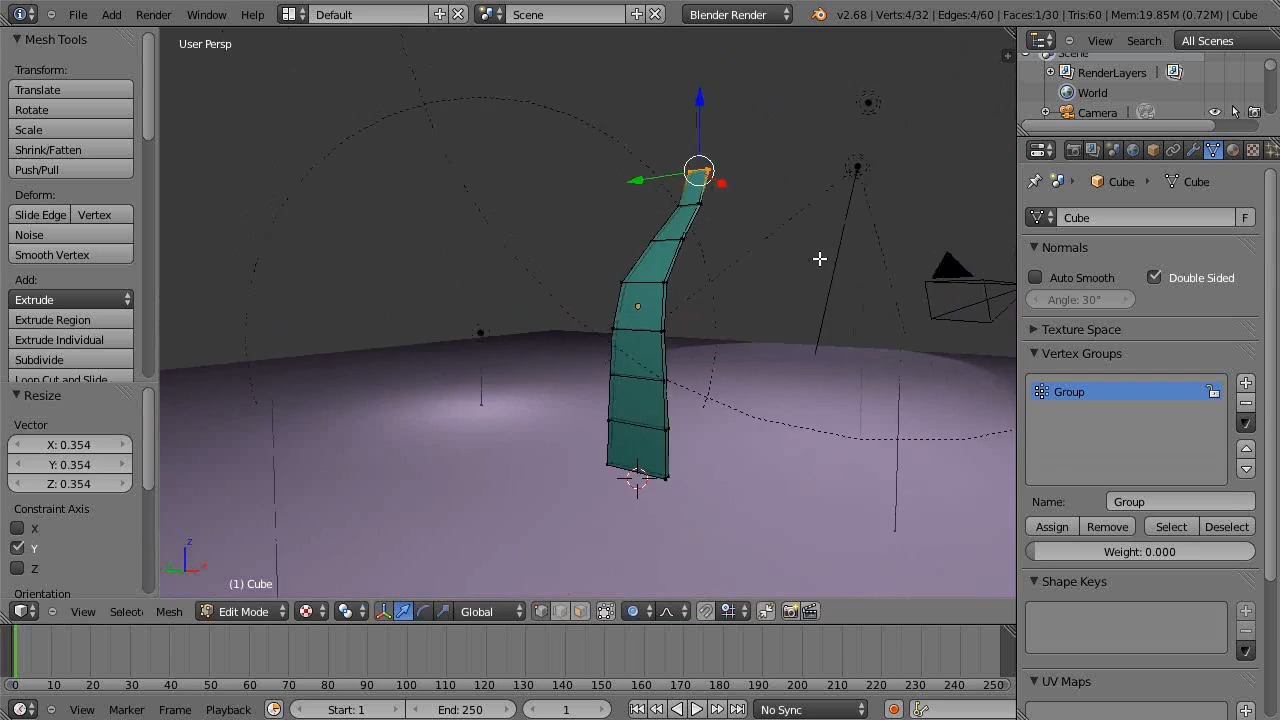 File Add Render Window Help Default Scene Blender Render v2.68 | Verts:4/32 | Edges:4/60 | Faces:1/30 | Tris:60 | Mem:19.85M (0.72M) | Cube
Mesh Tools
Transform:
Translate
Rotate
Scale
Shrink/Fatten
Push/Pull
Deform:
Slide Edge Vertex
Noise
Smooth Vertex
Add:
Extrude
Extrude Region
Extrude Individual
Subdivide
Loop Cut and Slide
Resize
Vector
X: 0.354
Y: 0.354
Z: 0.354
Constraint Axis
X
Y
Z
Orientation
User Persp
z
(1) Cube
View Select Mesh Edit Mode Global
View Search All Scenes
Scene
RenderLayers
World
Camera
Cube Cube
Cube F
Normals
Auto Smooth Double Sided
Angle: 30°
Texture Space
Vertex Groups
Group
Name: Group
Assign Remove Select Deselect
Weight: 0.000
Shape Keys
UV Maps
0 10 20 30 40 50 60 70 80 90 100 110 120 130 140 150 160 170 180 190 200 210 220 230 240 250
View Marker Frame Playback Start: 1 End: 250 1 No Sync